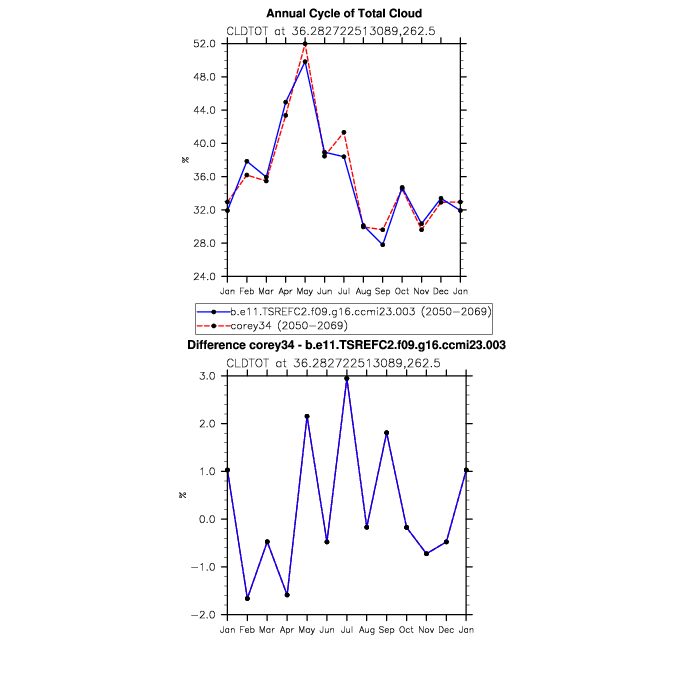 Annual Cycle of Total Cloud
CLDTOT at 36.282722513089,262.5
52.0
48.0
44.0
40.0
36.0
32.0
28.0
24.0
%
Jan Feb Mar Apr May Jun Jul Aug Sep Oct Nov Dec Jan
b.e11.TSREFC2.f09.g16.ccmi23.003 (2050-2069)
corey34 (2050-2069)
Difference corey34 - b.e11.TSREFC2.f09.g16.ccmi23.003
CLDTOT at 36.282722513089,262.5
3.0
2.0
1.0
0.0
-1.0
-2.0
%
Jan Feb Mar Apr May Jun Jul Aug Sep Oct Nov Dec Jan